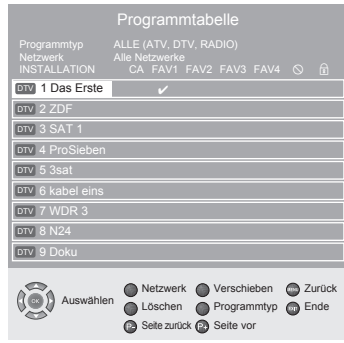 Programmtabelle
Programmtyp ALLE (ATV, DTV, RADIO)
Netzwerk Alle Netzwerke
INSTALLATION CA FAV1 FAV2 FAV3 FAV4
DTV 1 Das Erste
DTV 2 ZDF
DTV 3 SAT 1
DTV 4 ProSieben
DTV 5 3sat
DTV 6 kabel eins
DTV 7 WDR 3
DTV 8 N24
DTV 9 Doku
OK Auswählen Netzwerk Verschieben MENU Zurück
Löschen Programmtyp Ende
P- Seite zurück P+ Seite vor